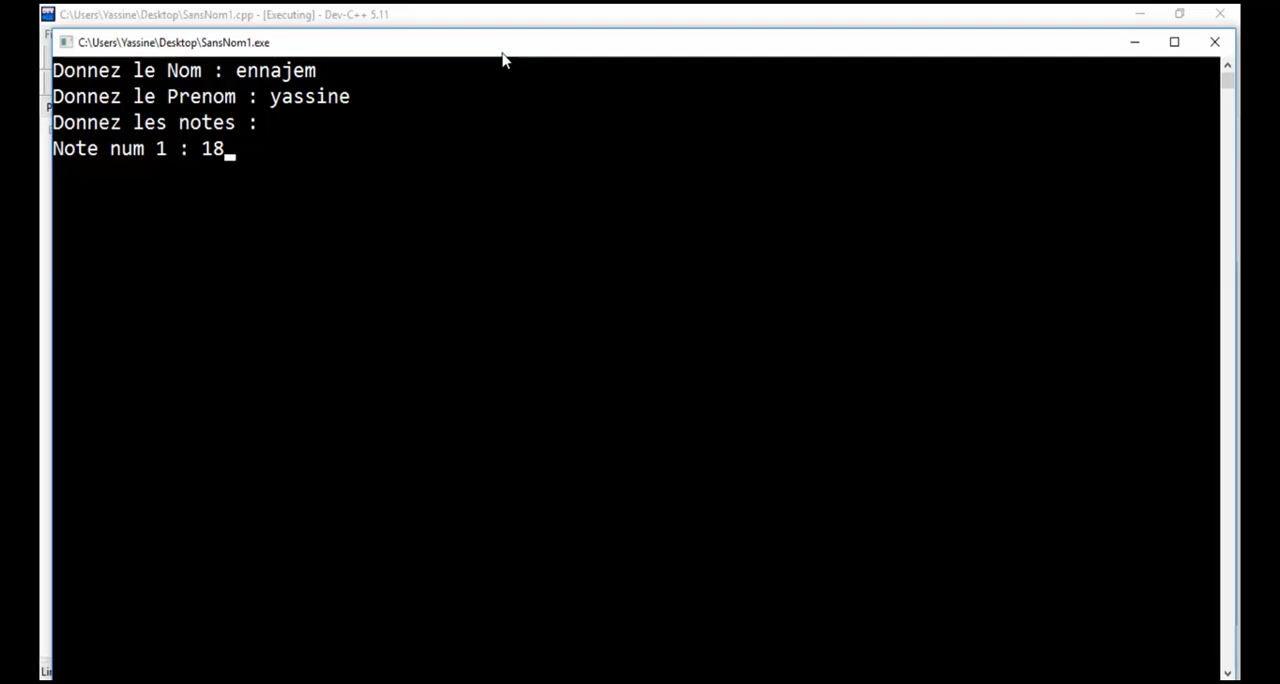 C:\Users\Yassine\Desktop\SansNom1.cpp - [Executing] - Dev-C++ 5.11
C:\Users\Yassine\Desktop\SansNom1.exe
Donnez le Nom : ennajem
Donnez le Prenom : yassine
Donnez les notes :
Note num 1 : 18